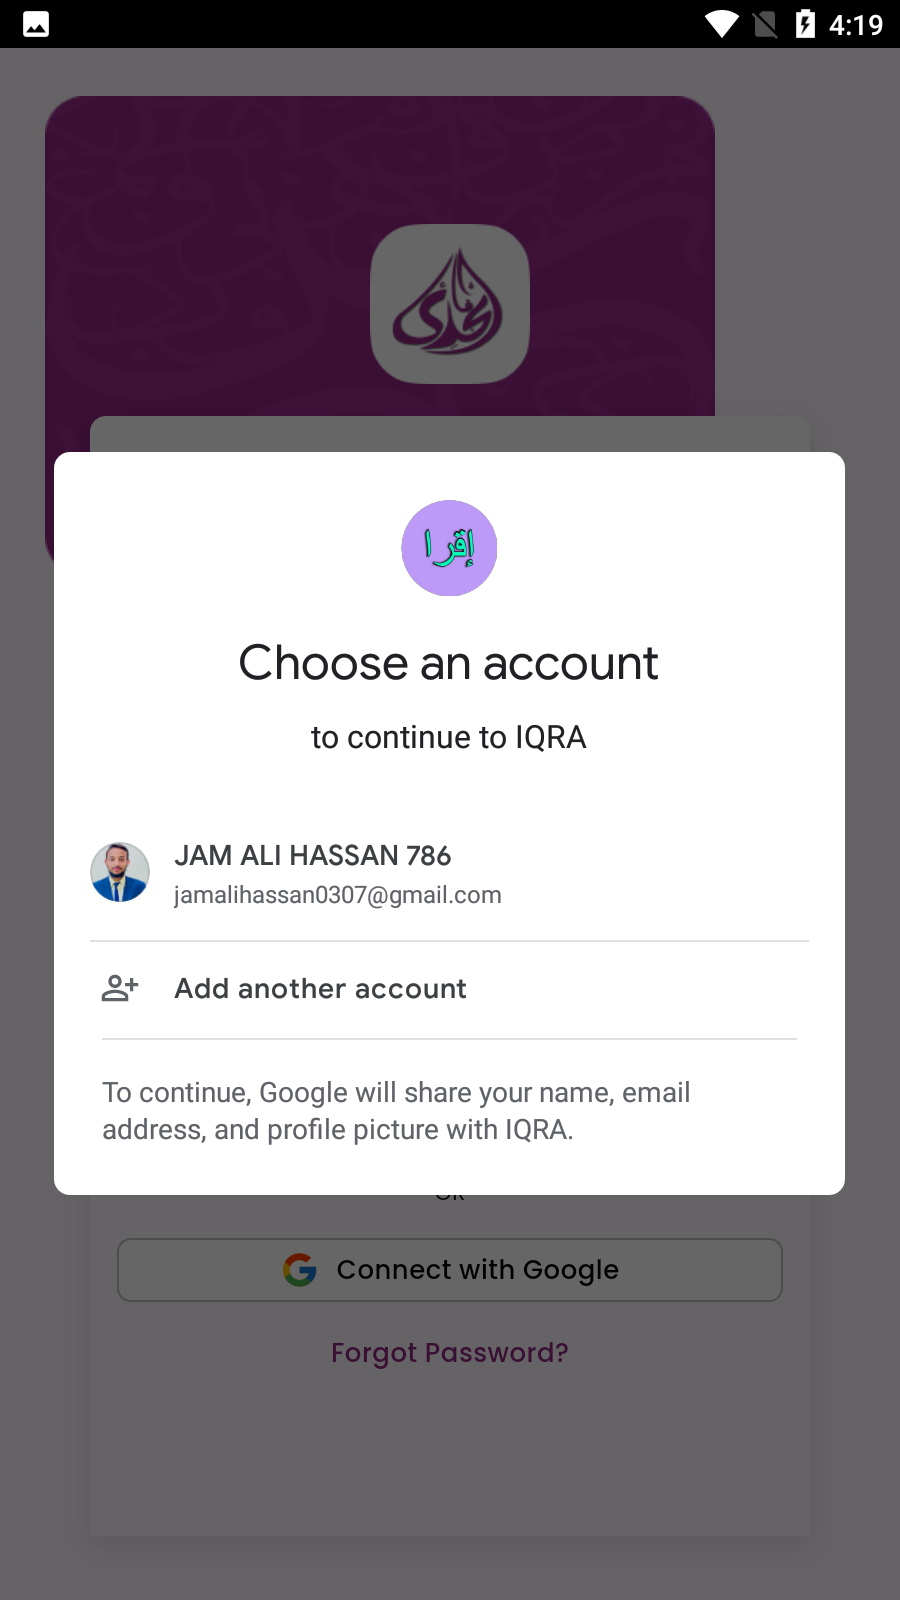 4:19
المجددی
إقرا
Choose an account
to continue to IQRA
JAM ALI HASSAN 786
jamalihassan0307@gmail.com
Add another account
To continue, Google will share your name, email
address, and profile picture with IQRA.
OR
Connect with Google
Forgot Password?